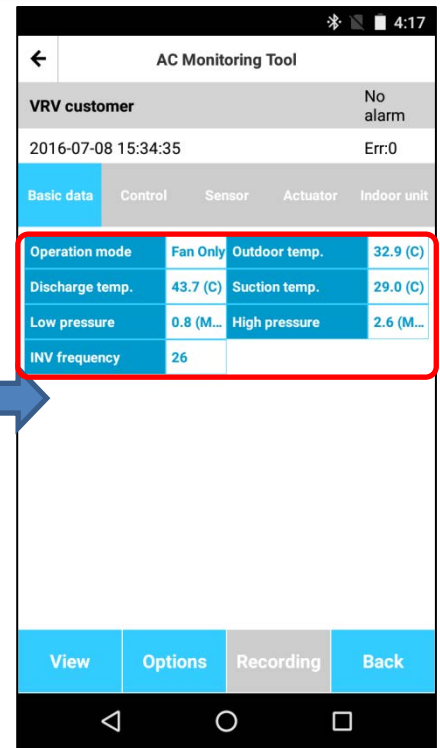 4:17
AC Monitoring Tool
VRV customer No alarm
2016-07-08 15:34:35 Err:0
Basic data Control Sensor Actuator Indoor unit
Operation mode Fan Only Outdoor temp. 32.9 (C)
Discharge temp. 43.7 (C) Suction temp. 29.0 (C)
Low pressure 0.8 (M... High pressure 2.6 (M...
INV frequency 26
View Options Recording Back